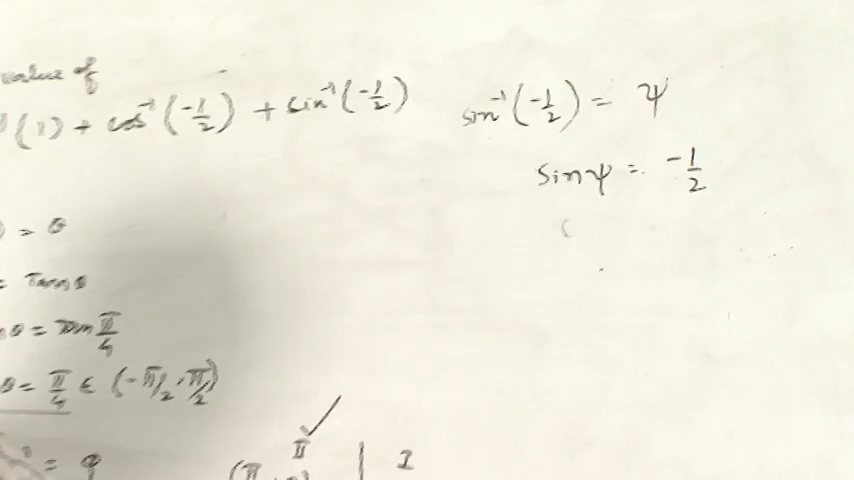 value of
(1) + cos⁻¹(-1/2) + sin⁻¹(-1/2)
) = θ
= Tanθ
θ = Tan π/4
θ = π/4 ∈ (-π/2, π/2)
= φ
π
(π
| 1
sin⁻¹(-1/2) = ψ
sinψ = -1/2
(